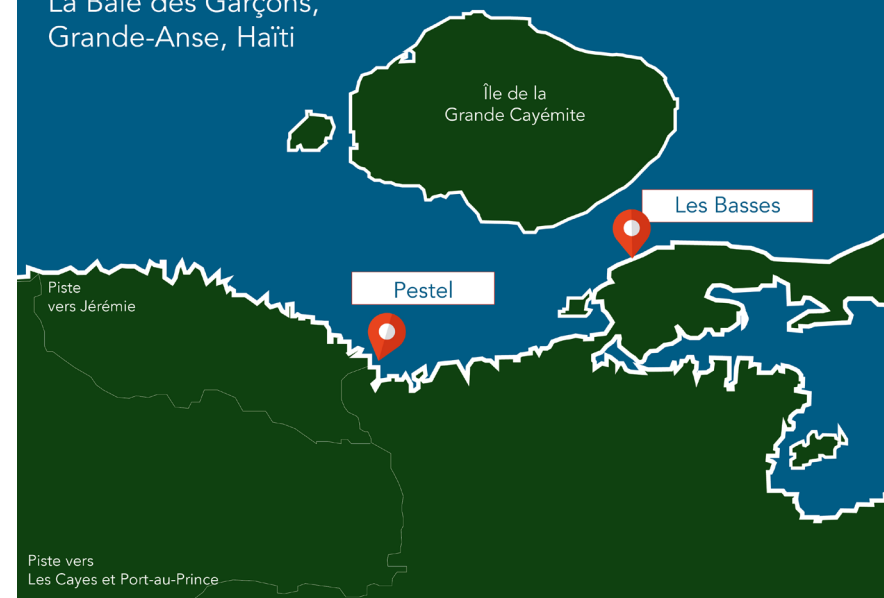 La Baie des Garçons,
Grande-Anse, Haïti
Île de la
Grande Cayémite
Les Basses
Piste
vers Jérémie
Pestel
Piste vers
Les Cayes et Port-au-Prince